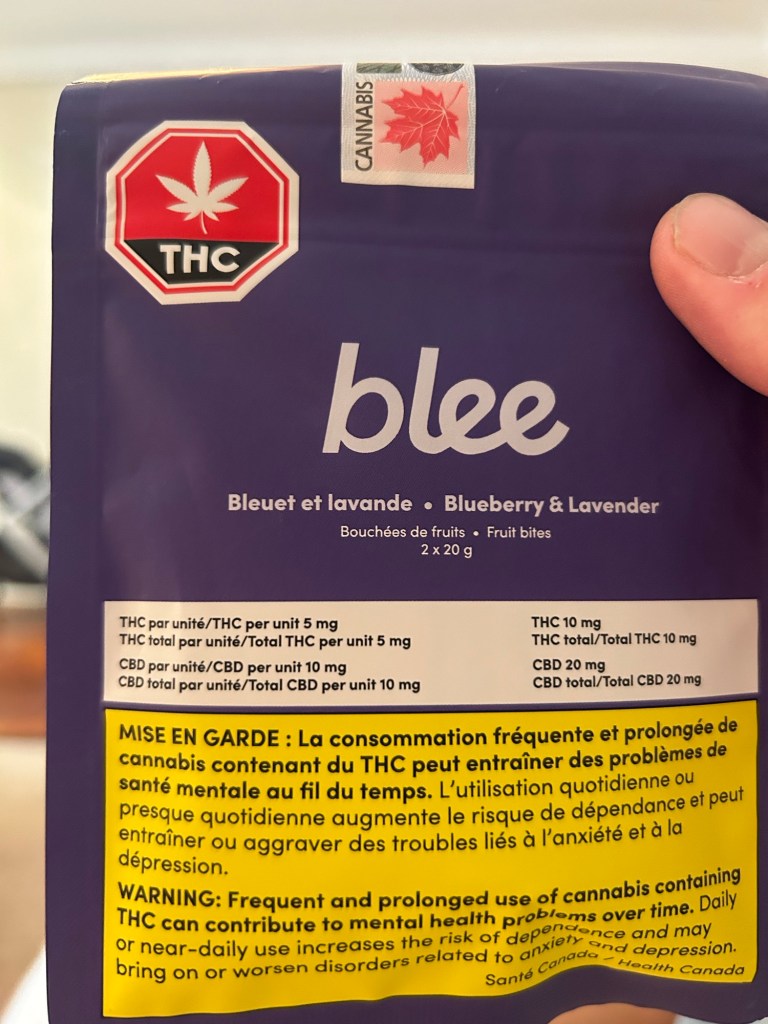 CANNABIS
THC
blee
Bleuet et lavande • Blueberry & Lavender
Bouchées de fruits • Fruit bites
2 x 20 g
THC par unité/THC per unit 5 mg
THC total par unité/Total THC per unit 5 mg
CBD par unité/CBD per unit 10 mg
CBD total par unité/Total CBD per unit 10 mg
THC 10 mg
THC total/Total THC 10 mg
CBD 20 mg
CBD total/Total CBD 20 mg
MISE EN GARDE : La consommation fréquente et prolongée de
cannabis contenant du THC peut entraîner des problèmes de
santé mentale au fil du temps. L'utilisation quotidienne ou
presque quotidienne augmente le risque de dépendance et peut
entraîner ou aggraver des troubles liés à l'anxiété et à la
dépression.
WARNING: Frequent and prolonged use of cannabis containing
THC can contribute to mental health problems over time. Daily
or near-daily use increases the risk of dependence and may
bring on or worsen disorders related to anxiety and depression.
Santé Canada / Health Canada